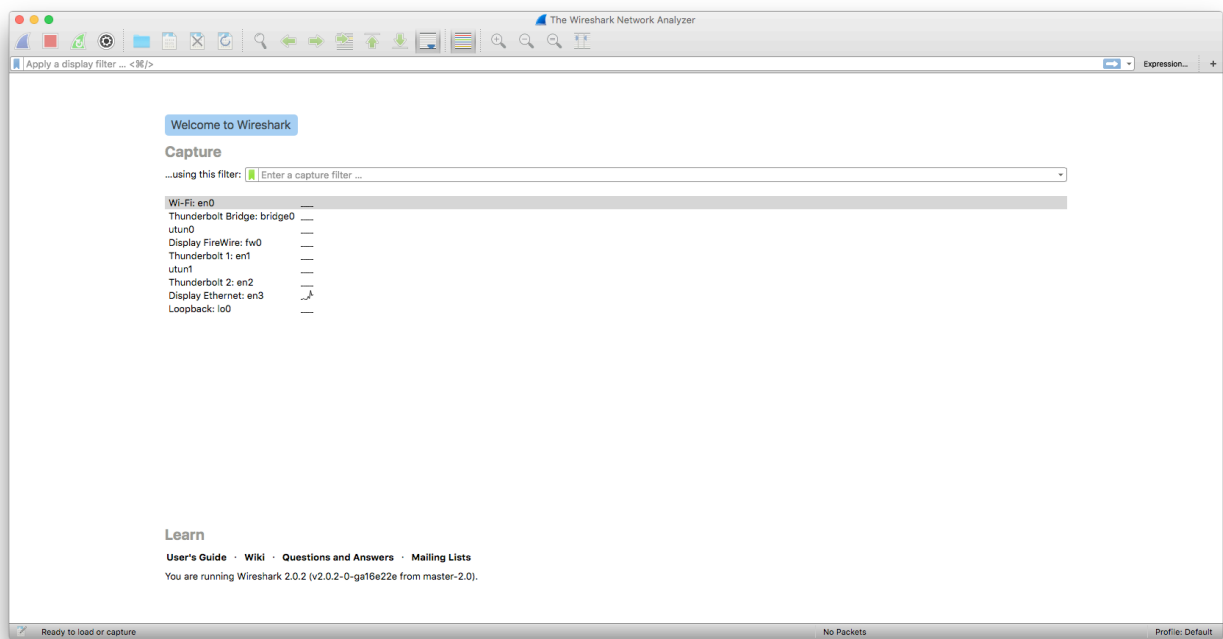 The Wireshark Network Analyzer
Apply a display filter ... <⌘/>
Expression... +
Welcome to Wireshark
Capture
...using this filter: Enter a capture filter ...
Wi-Fi: en0
Thunderbolt Bridge: bridge0
utun0
Display FireWire: fw0
Thunderbolt 1: en1
utun1
Thunderbolt 2: en2
Display Ethernet: en3
Loopback: lo0
Learn
User's Guide · Wiki · Questions and Answers · Mailing Lists
You are running Wireshark 2.0.2 (v2.0.2-0-ga16e22e from master-2.0).
Ready to load or capture No Packets Profile: Default